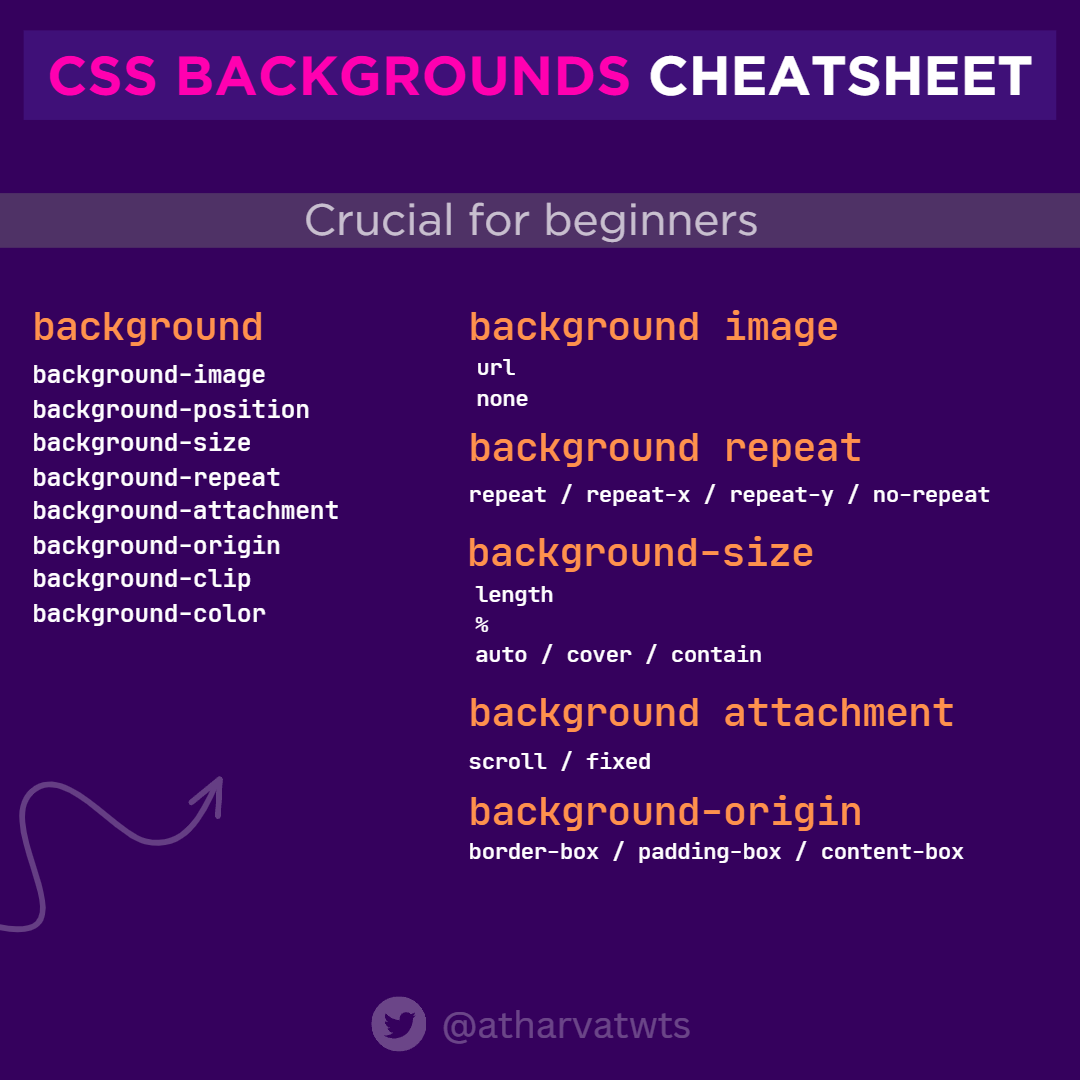 CSS BACKGROUNDS CHEATSHEET
Crucial for beginners
background
background-image
background-position
background-size
background-repeat
background-attachment
background-origin
background-clip
background-color
background image
url
none
background repeat
repeat / repeat-x / repeat-y / no-repeat
background-size
length
%
auto / cover / contain
background attachment
scroll / fixed
background-origin
border-box / padding-box / content-box
@atharvatwts